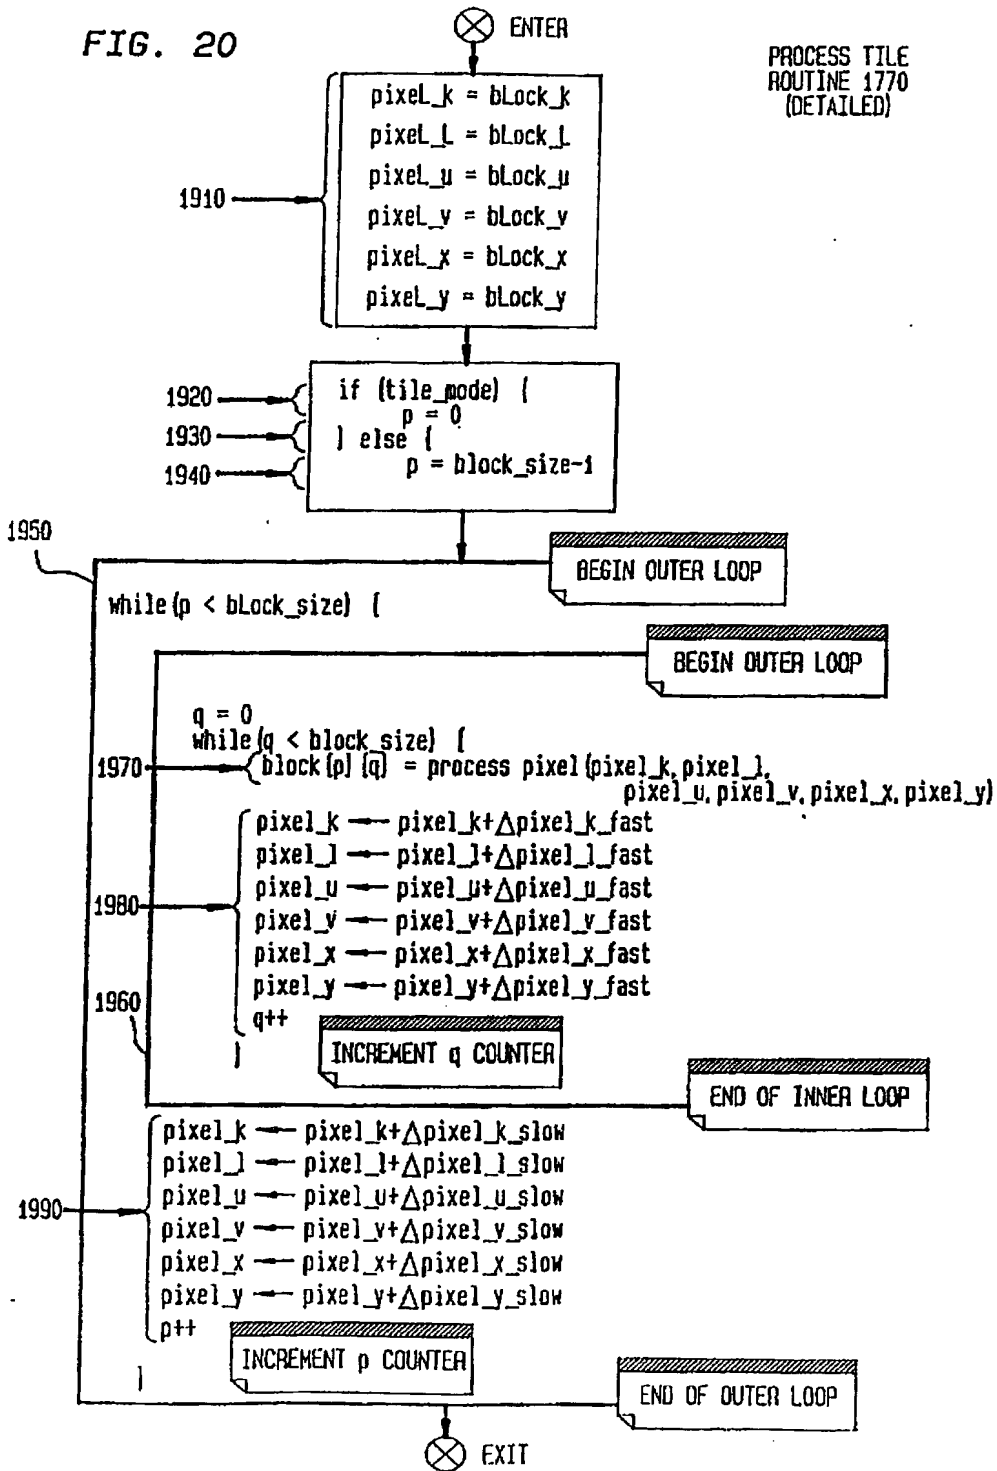 FIG. 20
ENTER
PROCESS TILE
ROUTINE 1770
(DETAILED)
pixeL_k = bLock_k
pixeL_L = bLock_L
pixeL_u = bLock_u
pixeL_v = bLock_v
pixeL_x = bLock_x
pixeL_y = bLock_y
1910
1920
if (tile_mode) {
p = 0
1930
} else {
1940
p = block_size-1
1950
BEGIN OUTER LOOP
while(p < bLock_size) {
BEGIN OUTER LOOP
q = 0
while(q < block_size) {
1970
block(p) (q) = process pixel(pixel_k, pixel_l,
pixel_u, pixel_v, pixel_x, pixel_y)
pixel_k ← pixel_k+Δpixel_k_fast
pixel_l ← pixel_l+Δpixel_l_fast
pixel_u ← pixel_u+Δpixel_u_fast
1980
pixel_v ← pixel_v+Δpixel_v_fast
pixel_x ← pixel_x+Δpixel_x_fast
pixel_y ← pixel_y+Δpixel_y_fast
1960
q++
}
INCREMENT q COUNTER
END OF INNER LOOP
pixel_k ← pixel_k+Δpixel_k_slow
pixel_l ← pixel_l+Δpixel_l_slow
pixel_u ← pixel_u+Δpixel_u_slow
1990
pixel_v ← pixel_v+Δpixel_y_slow
pixel_x ← pixel_x+Δpixel_x_slow
pixel_y ← pixel_y+Δpixel_y_slow
p++
INCREMENT p COUNTER
}
END OF OUTER LOOP
EXIT